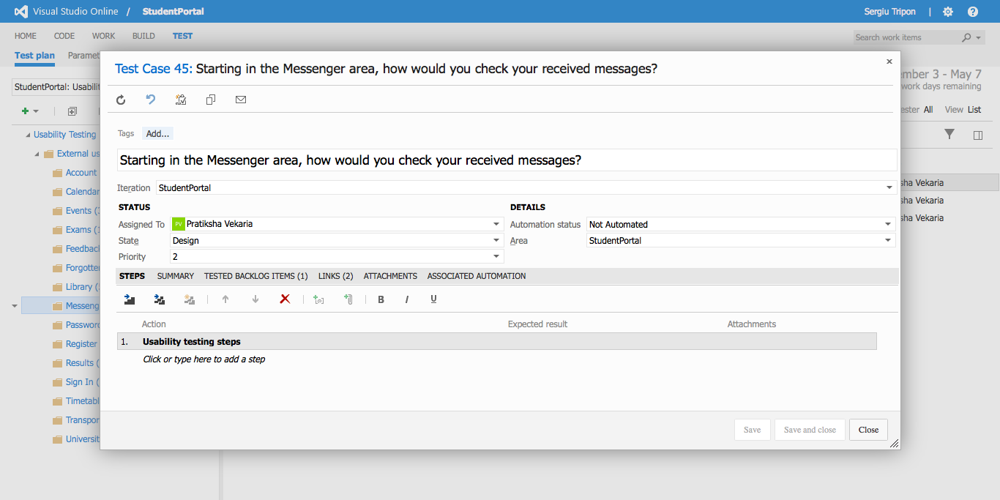 Visual Studio Online / StudentPortal
Sergiu Tripon | ?
HOME CODE WORK BUILD TEST
Search work items
Test plan Paramet
StudentPortal: Usabilit
mber 3 - May 7
work days remaining
ester All View List
Usability Testing
External us
Account
Calendar
Events (
Exams (
Feedbac
Forgotte
Library (
Messeng
Password
Register
Results (
Sign In (
Timetabl
Transpor
Universit
sha Vekaria
sha Vekaria
sha Vekaria
Test Case 45: Starting in the Messenger area, how would you check your received messages?
Tags Add...
Starting in the Messenger area, how would you check your received messages?
Iteration StudentPortal
STATUS DETAILS
Assigned To PV Pratiksha Vekaria Automation status Not Automated
State Design Area StudentPortal
Priority 2
STEPS SUMMARY TESTED BACKLOG ITEMS (1) LINKS (2) ATTACHMENTS ASSOCIATED AUTOMATION
B I U
Action Expected result Attachments
1. Usability testing steps
Click or type here to add a step
Save Save and close Close